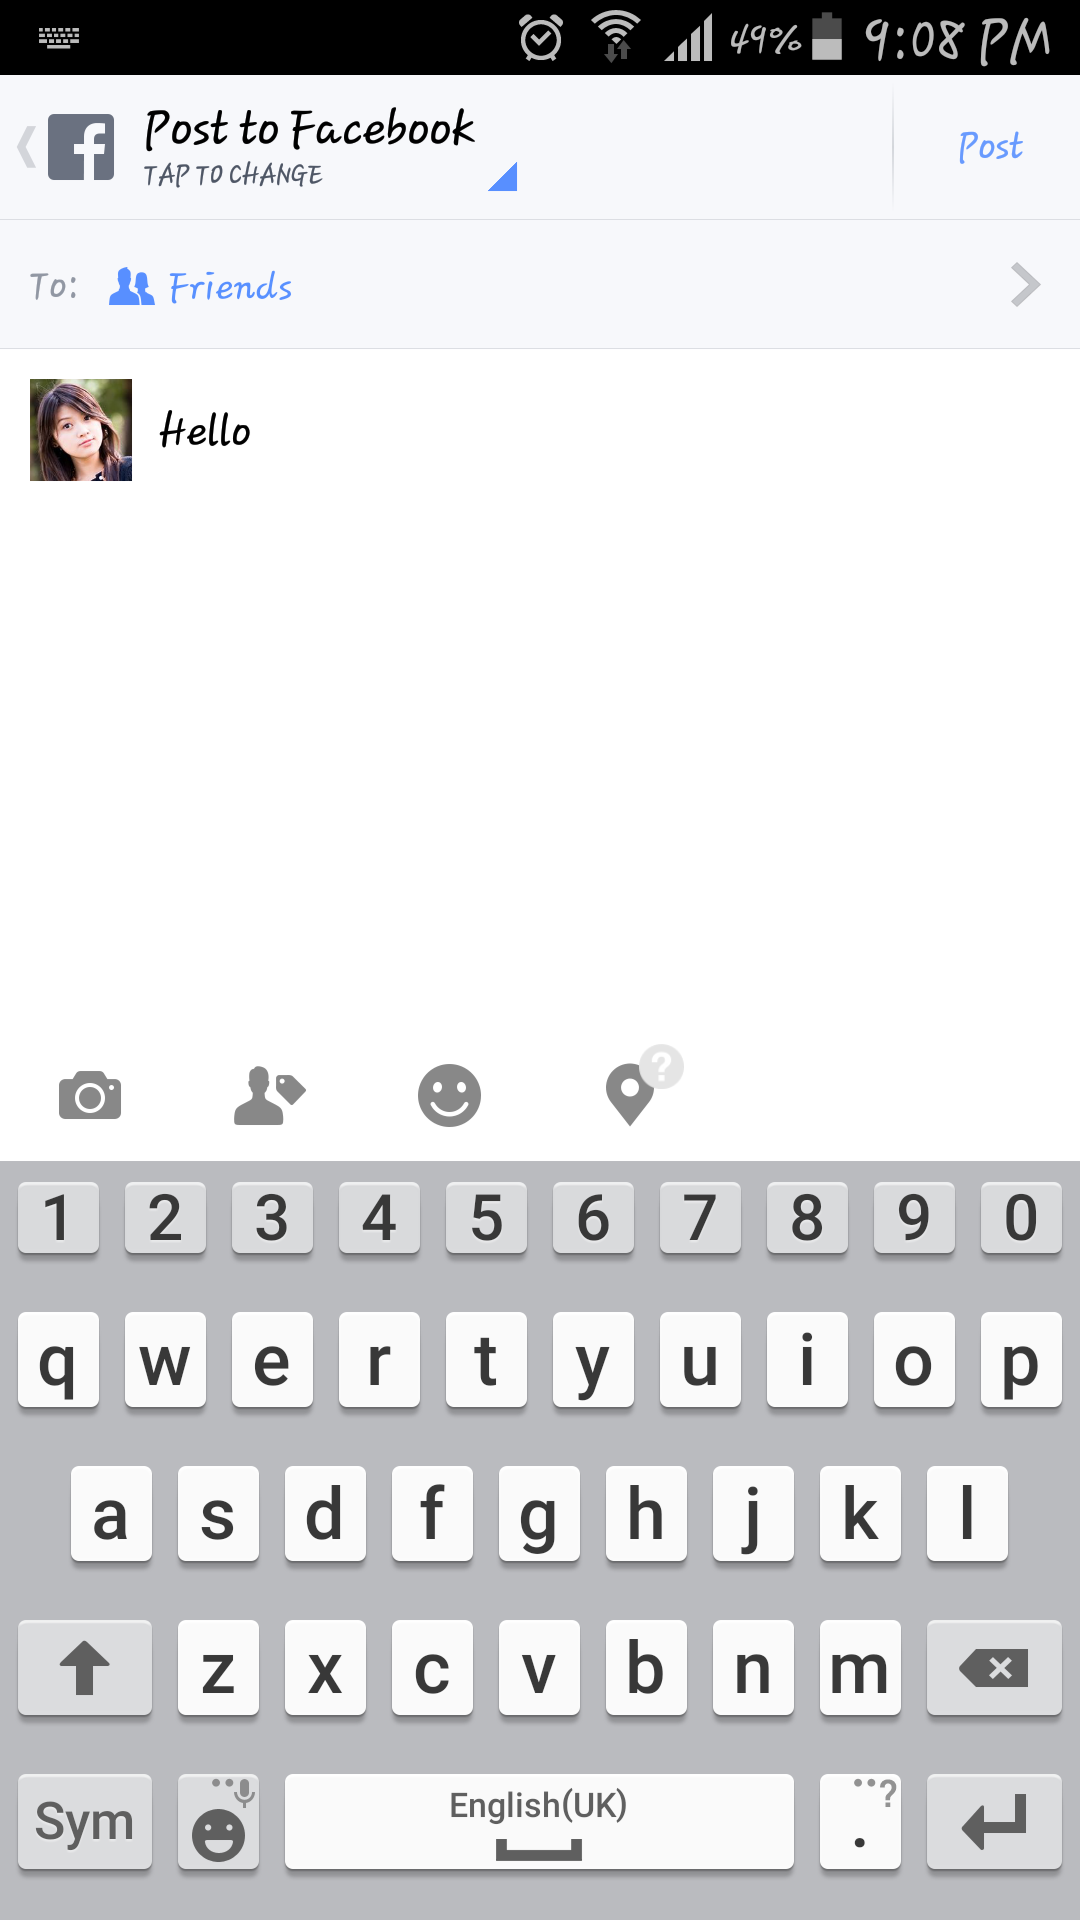 49% 9:08 PM
Post to Facebook
TAP TO CHANGE
Post
To: Friends
Hello
?
1 2 3 4 5 6 7 8 9 0
q w e r t y u i o p
a s d f g h j k l
z x c v b n m
Sym English(UK) . ?